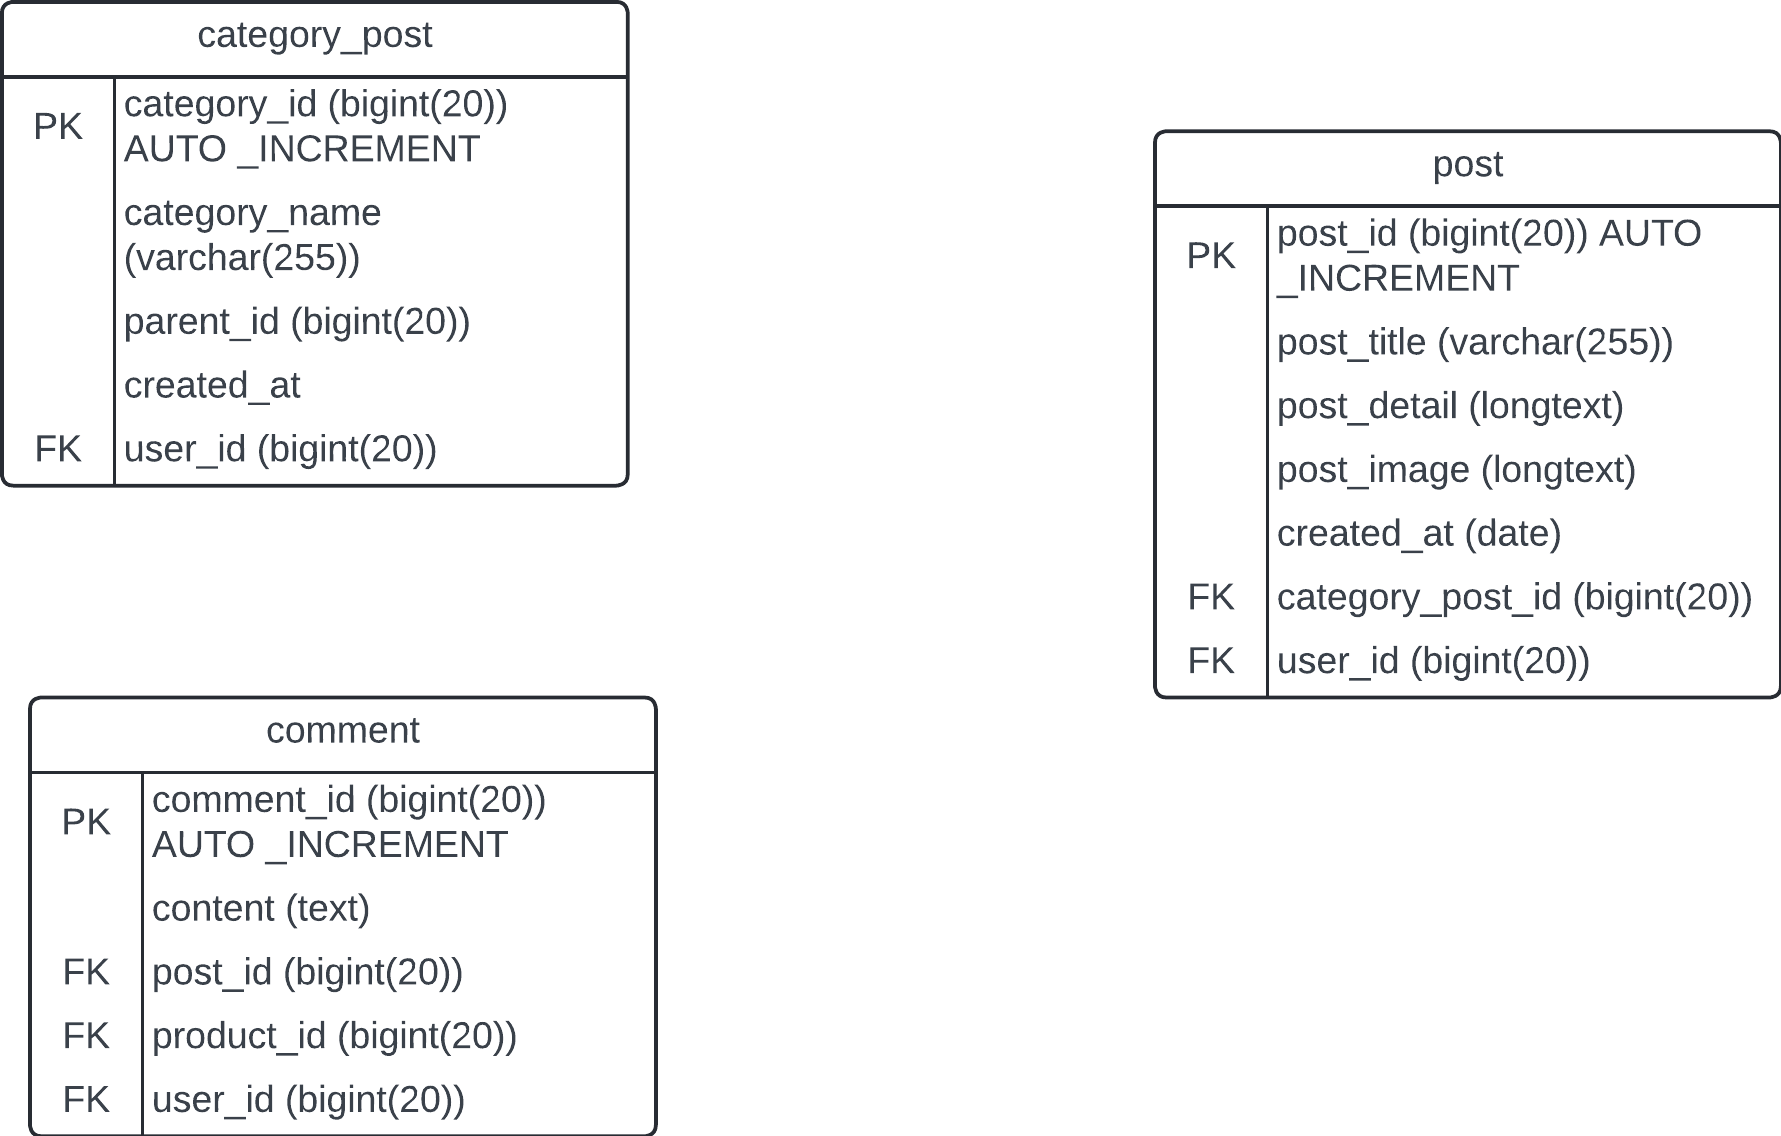 category_post
PK
category_id (bigint(20))
AUTO _INCREMENT
category_name
(varchar(255))
parent_id (bigint(20))
created_at
FK
user_id (bigint(20))
post
PK
post_id (bigint(20)) AUTO
_INCREMENT
post_title (varchar(255))
post_detail (longtext)
post_image (longtext)
created_at (date)
FK
category_post_id (bigint(20))
FK
user_id (bigint(20))
comment
PK
comment_id (bigint(20))
AUTO _INCREMENT
content (text)
FK
post_id (bigint(20))
FK
product_id (bigint(20))
FK
user_id (bigint(20))